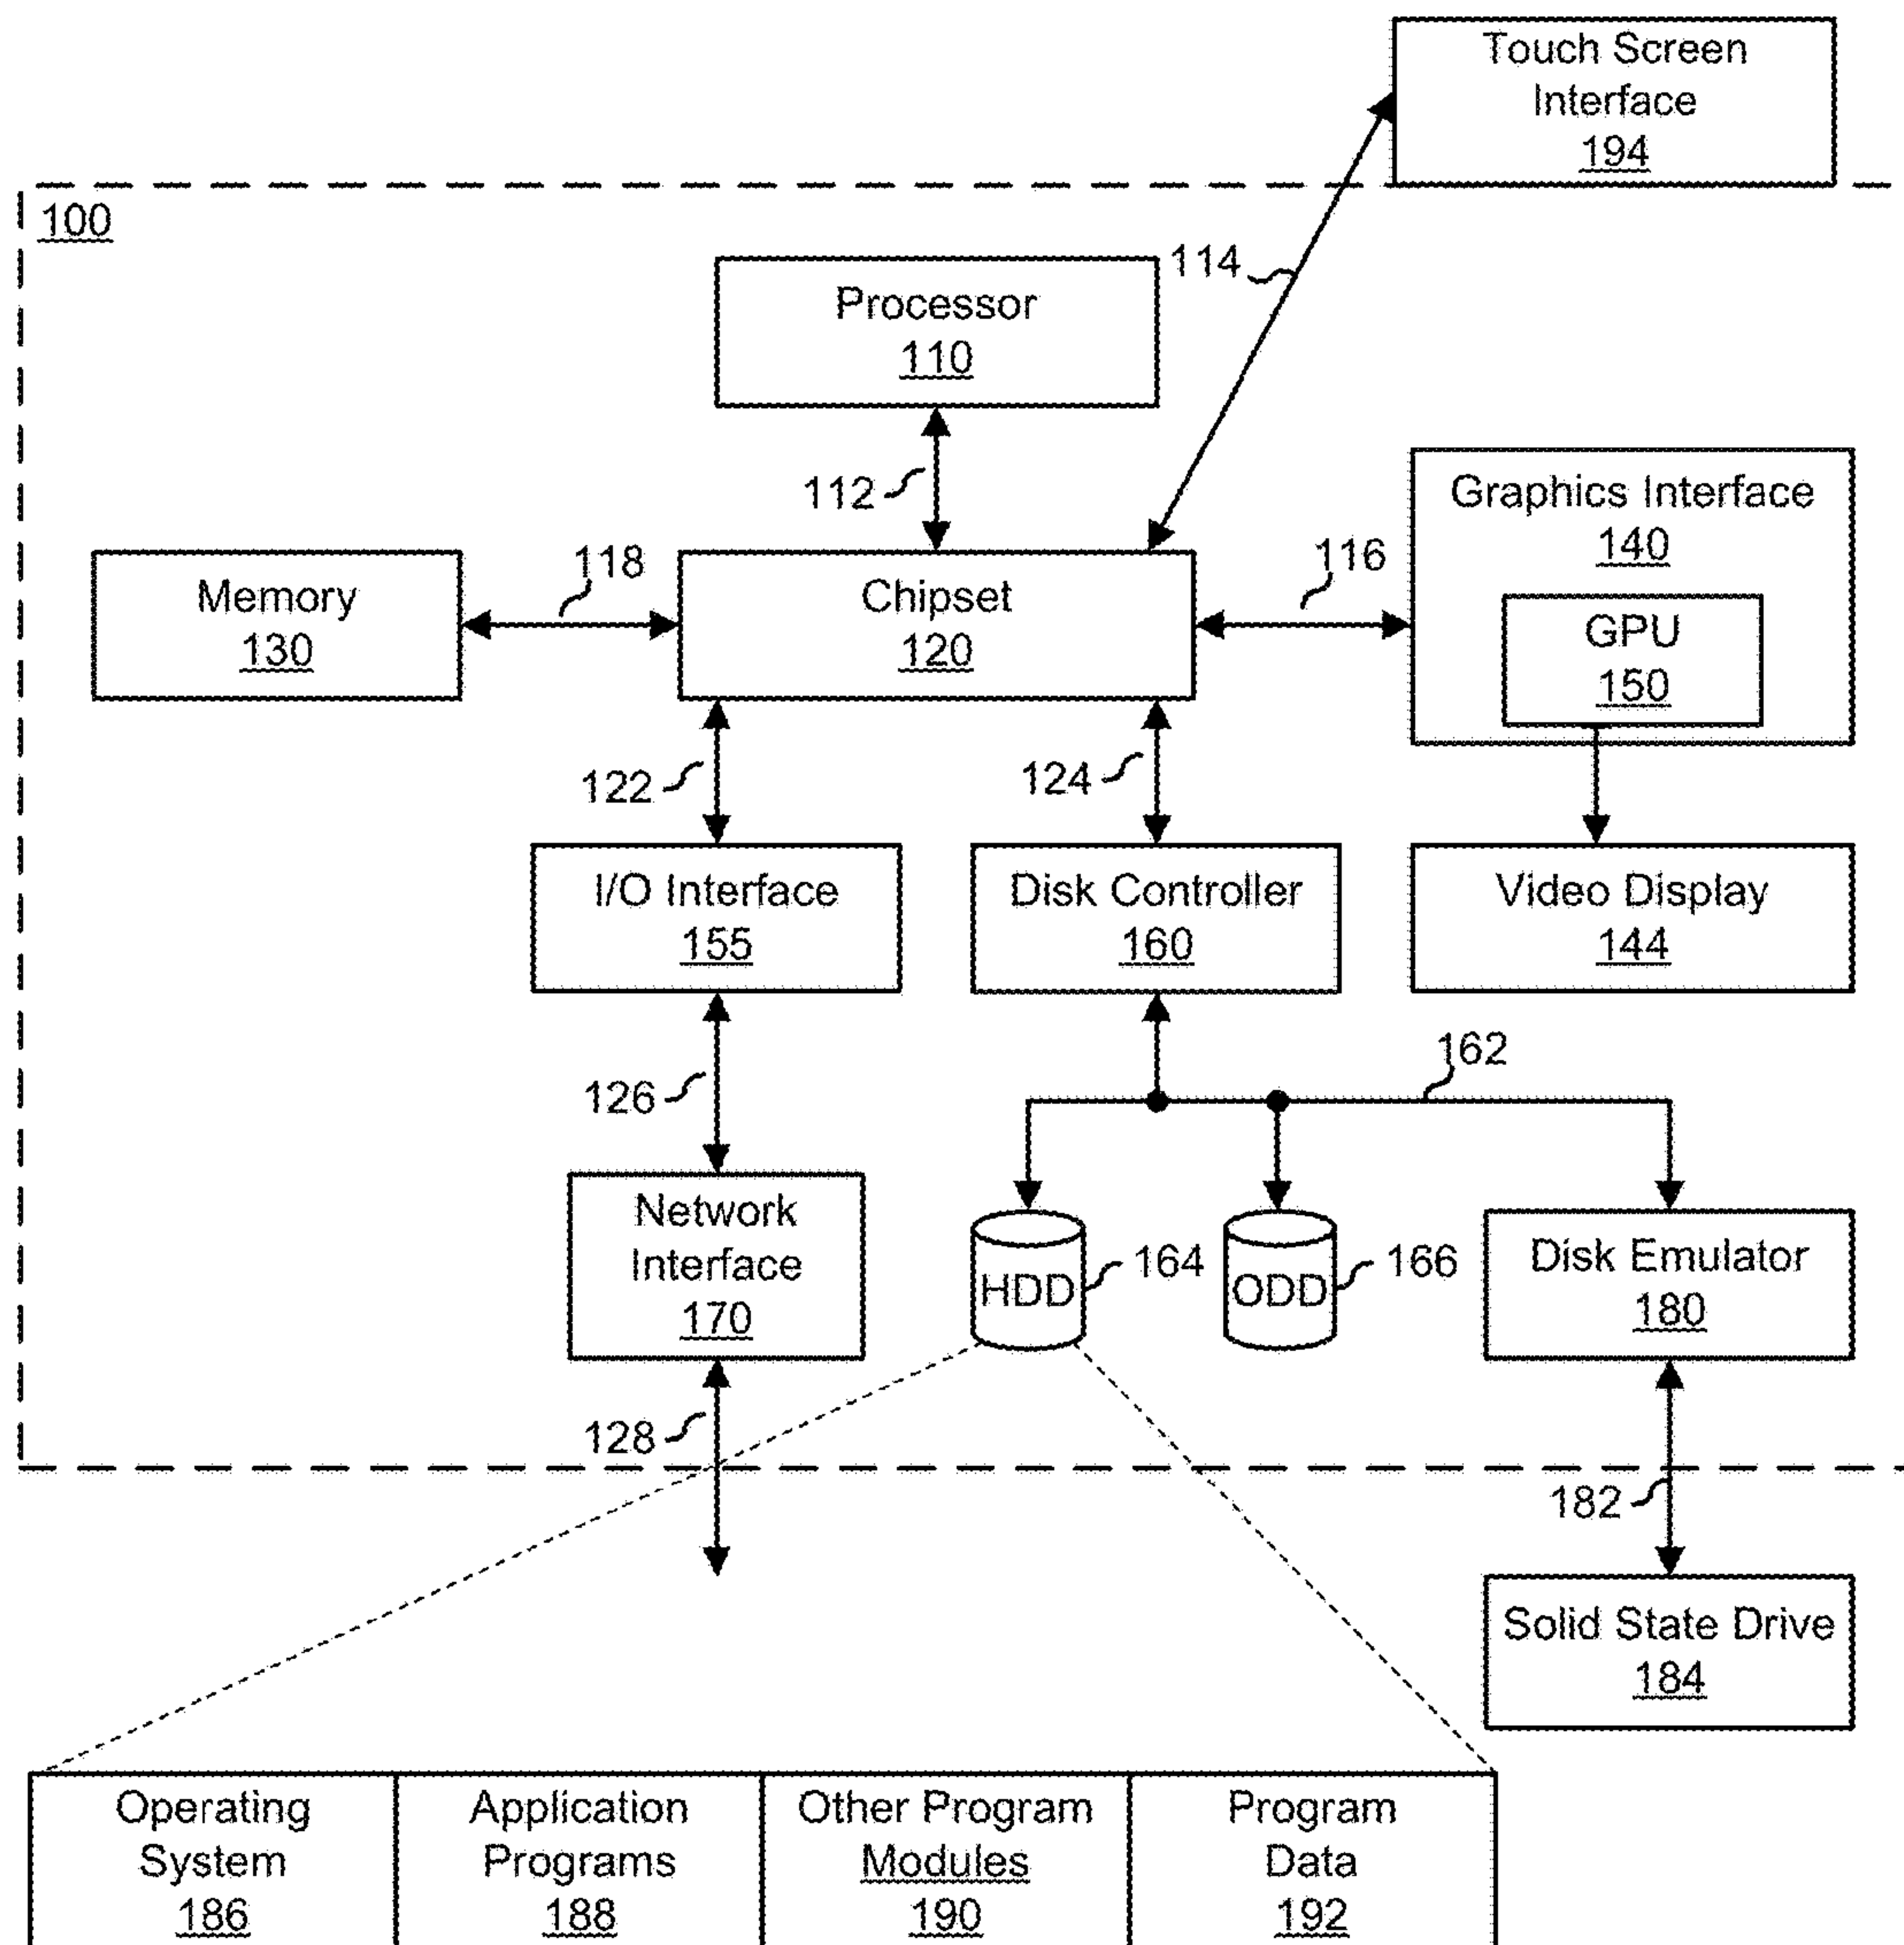 Touch Screen
Interface
194
100
114
Processor
110
112
Graphics Interface
140
118
116
Memory
130
Chipset
120
GPU
150
122
124
I/O Interface
155
Disk Controller
160
Video Display
144
162
126
Network
Interface
170
HDD
164
ODD
166
Disk Emulator
180
128
182
Solid State Drive
184
Operating
System
186
Application
Programs
188
Other Program
Modules
190
Program
Data
192